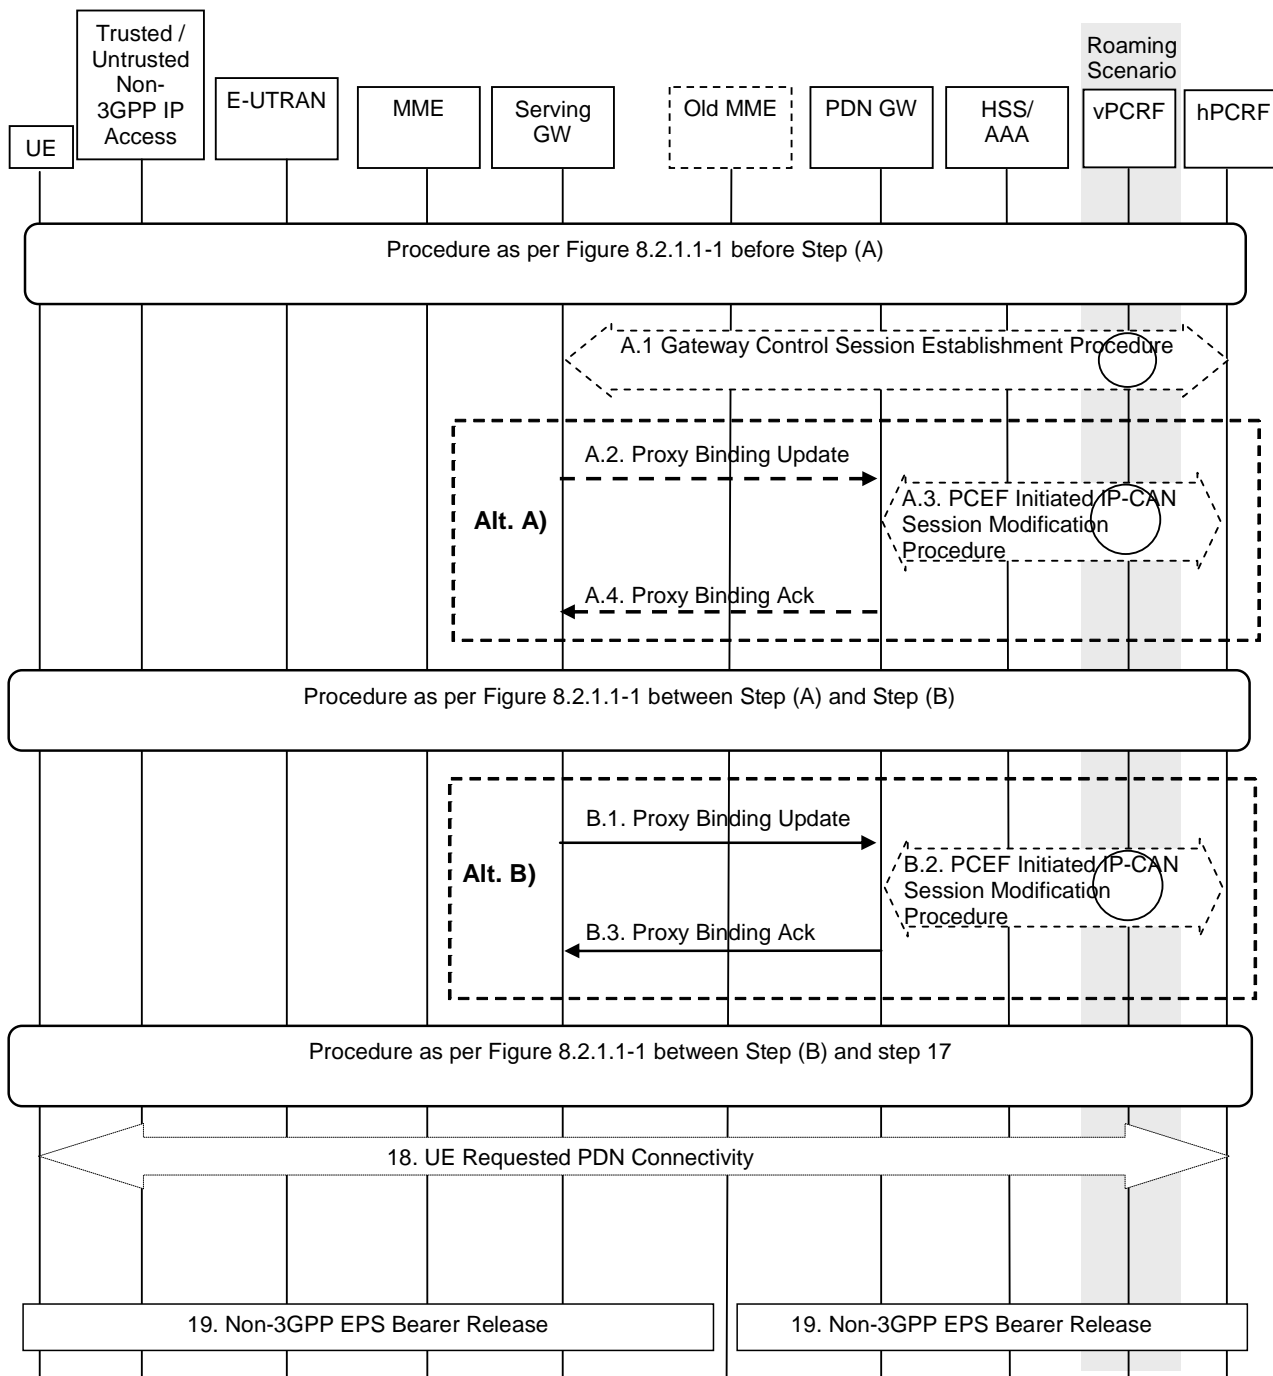 Trusted /
Untrusted
Non-
3GPP IP
Access
Roaming
Scenario
UE
E-UTRAN
MME
Serving
GW
Old MME
PDN GW
HSS/
AAA
vPCRF
hPCRF
Procedure as per Figure 8.2.1.1-1 before Step (A)
A.1 Gateway Control Session Establishment Procedure
Alt. A)
A.2. Proxy Binding Update
A.3. PCEF Initiated IP-CAN
Session Modification
Procedure
A.4. Proxy Binding Ack
Procedure as per Figure 8.2.1.1-1 between Step (A) and Step (B)
Alt. B)
B.1. Proxy Binding Update
B.2. PCEF Initiated IP-CAN
Session Modification
Procedure
B.3. Proxy Binding Ack
Procedure as per Figure 8.2.1.1-1 between Step (B) and step 17
18. UE Requested PDN Connectivity
19. Non-3GPP EPS Bearer Release
19. Non-3GPP EPS Bearer Release